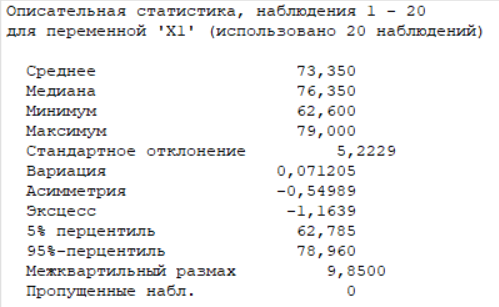 Описательная статистика, наблюдения 1 - 20
для переменной 'X1' (использовано 20 наблюдений)
Среднее 73,350
Медиана 76,350
Минимум 62,600
Максимум 79,000
Стандартное отклонение 5,2229
Вариация 0,071205
Асимметрия -0,54989
Эксцесс -1,1639
5% перцентиль 62,785
95%-перцентиль 78,960
Межквартильный размах 9,8500
Пропущенные набл. 0